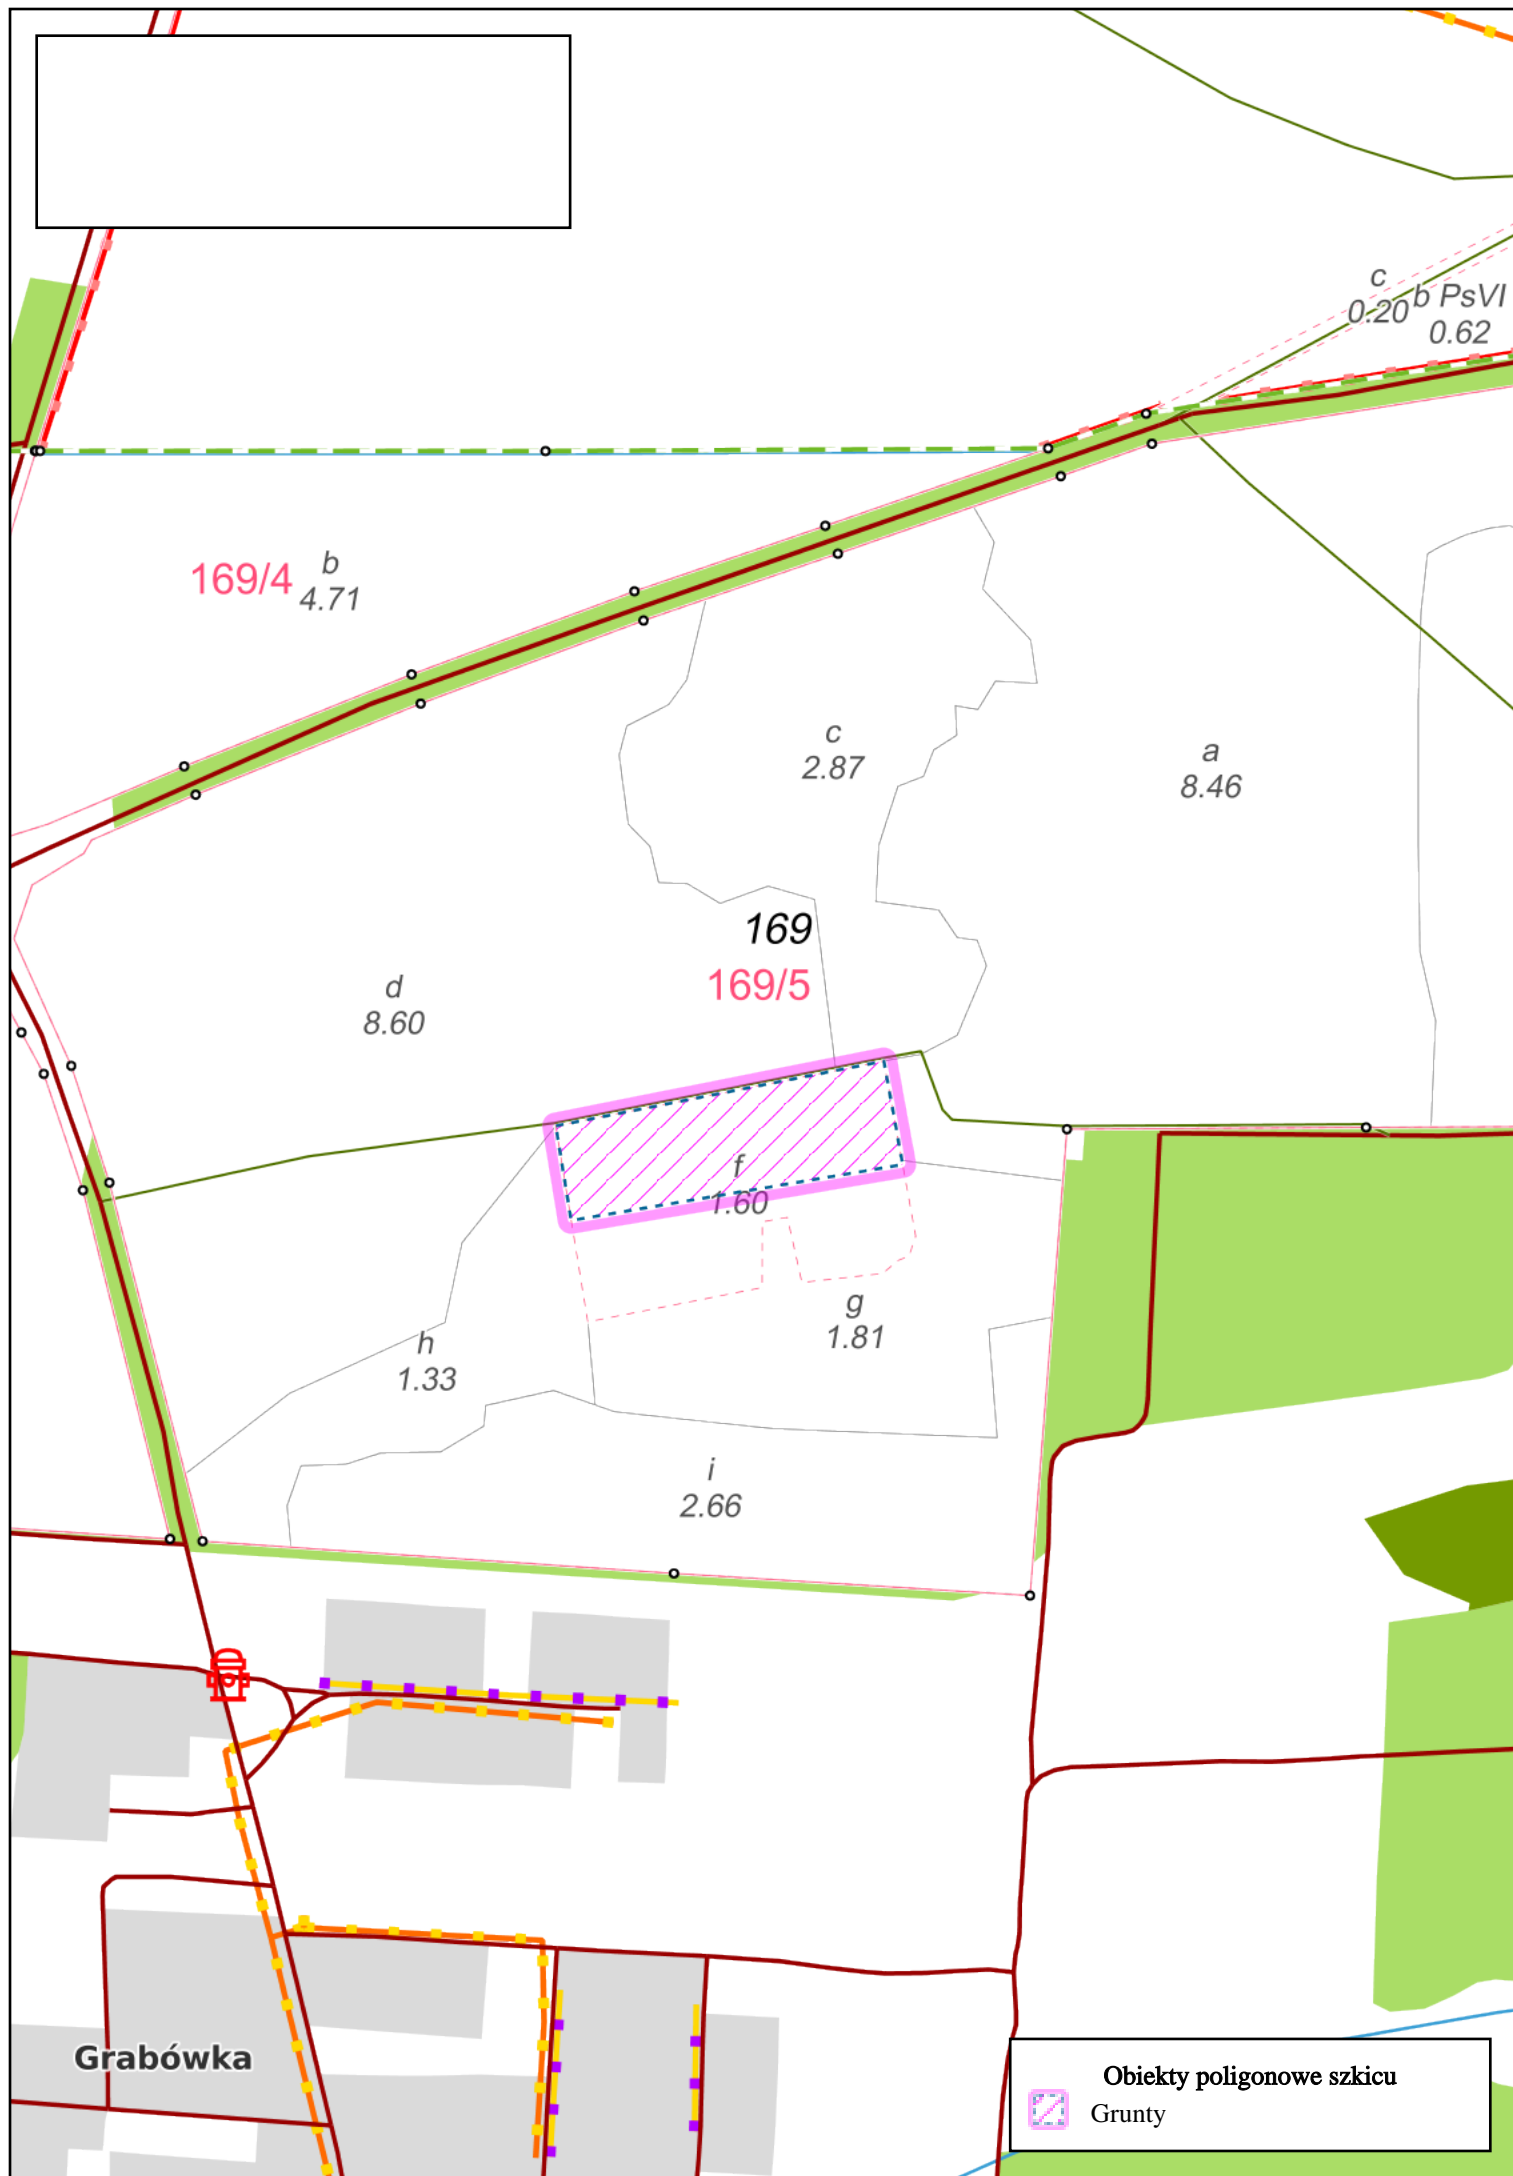 c
0.20
b PsVI
0.62
169/4
b
4.71
c
2.87
a
8.46
169
169/5
d
8.60
f
1.60
g
1.81
h
1.33
i
2.66
Grabówka
Obiekty poligonowe szkicu
Grunty